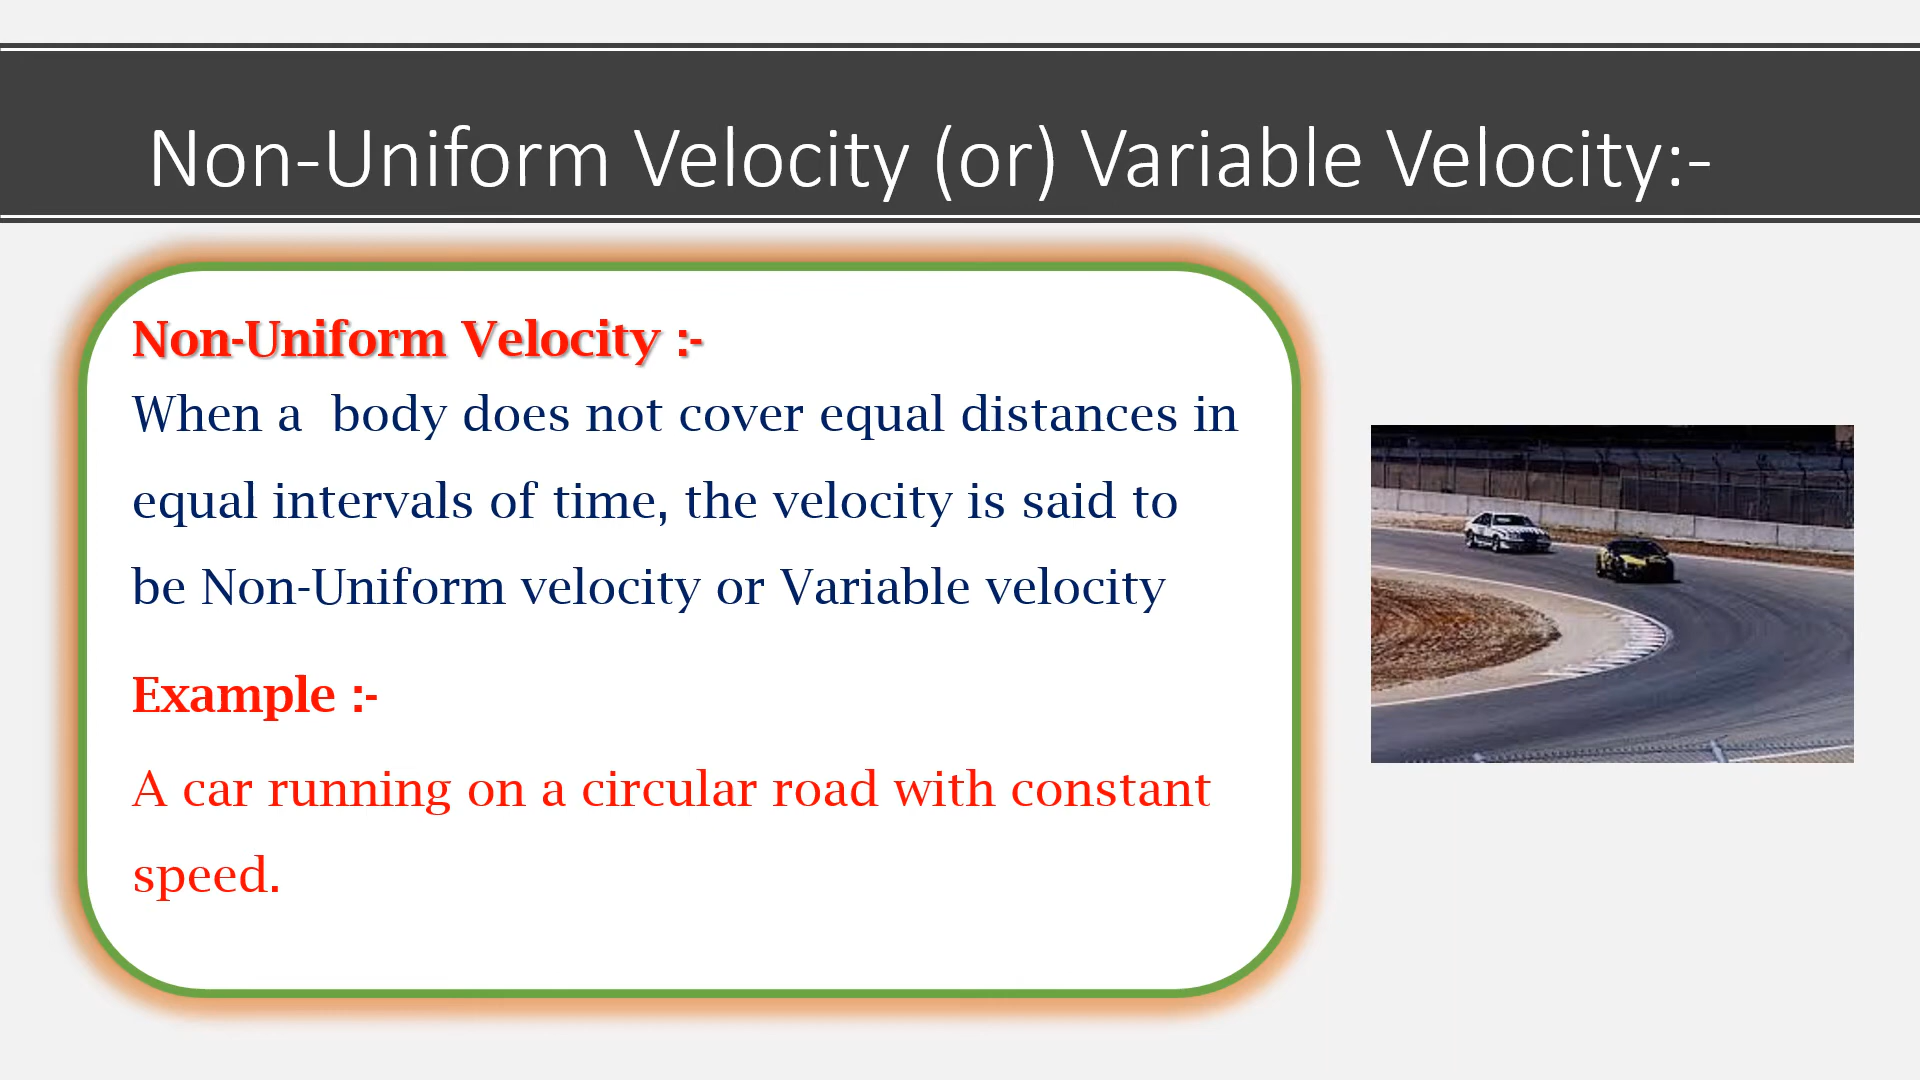 Non-Uniform Velocity (or) Variable Velocity:-
Non-Uniform Velocity :-
When a  body does not cover equal distances in
equal intervals of time, the velocity is said to
be Non-Uniform velocity or Variable velocity
Example :-
A car running on a circular road with constant
speed.